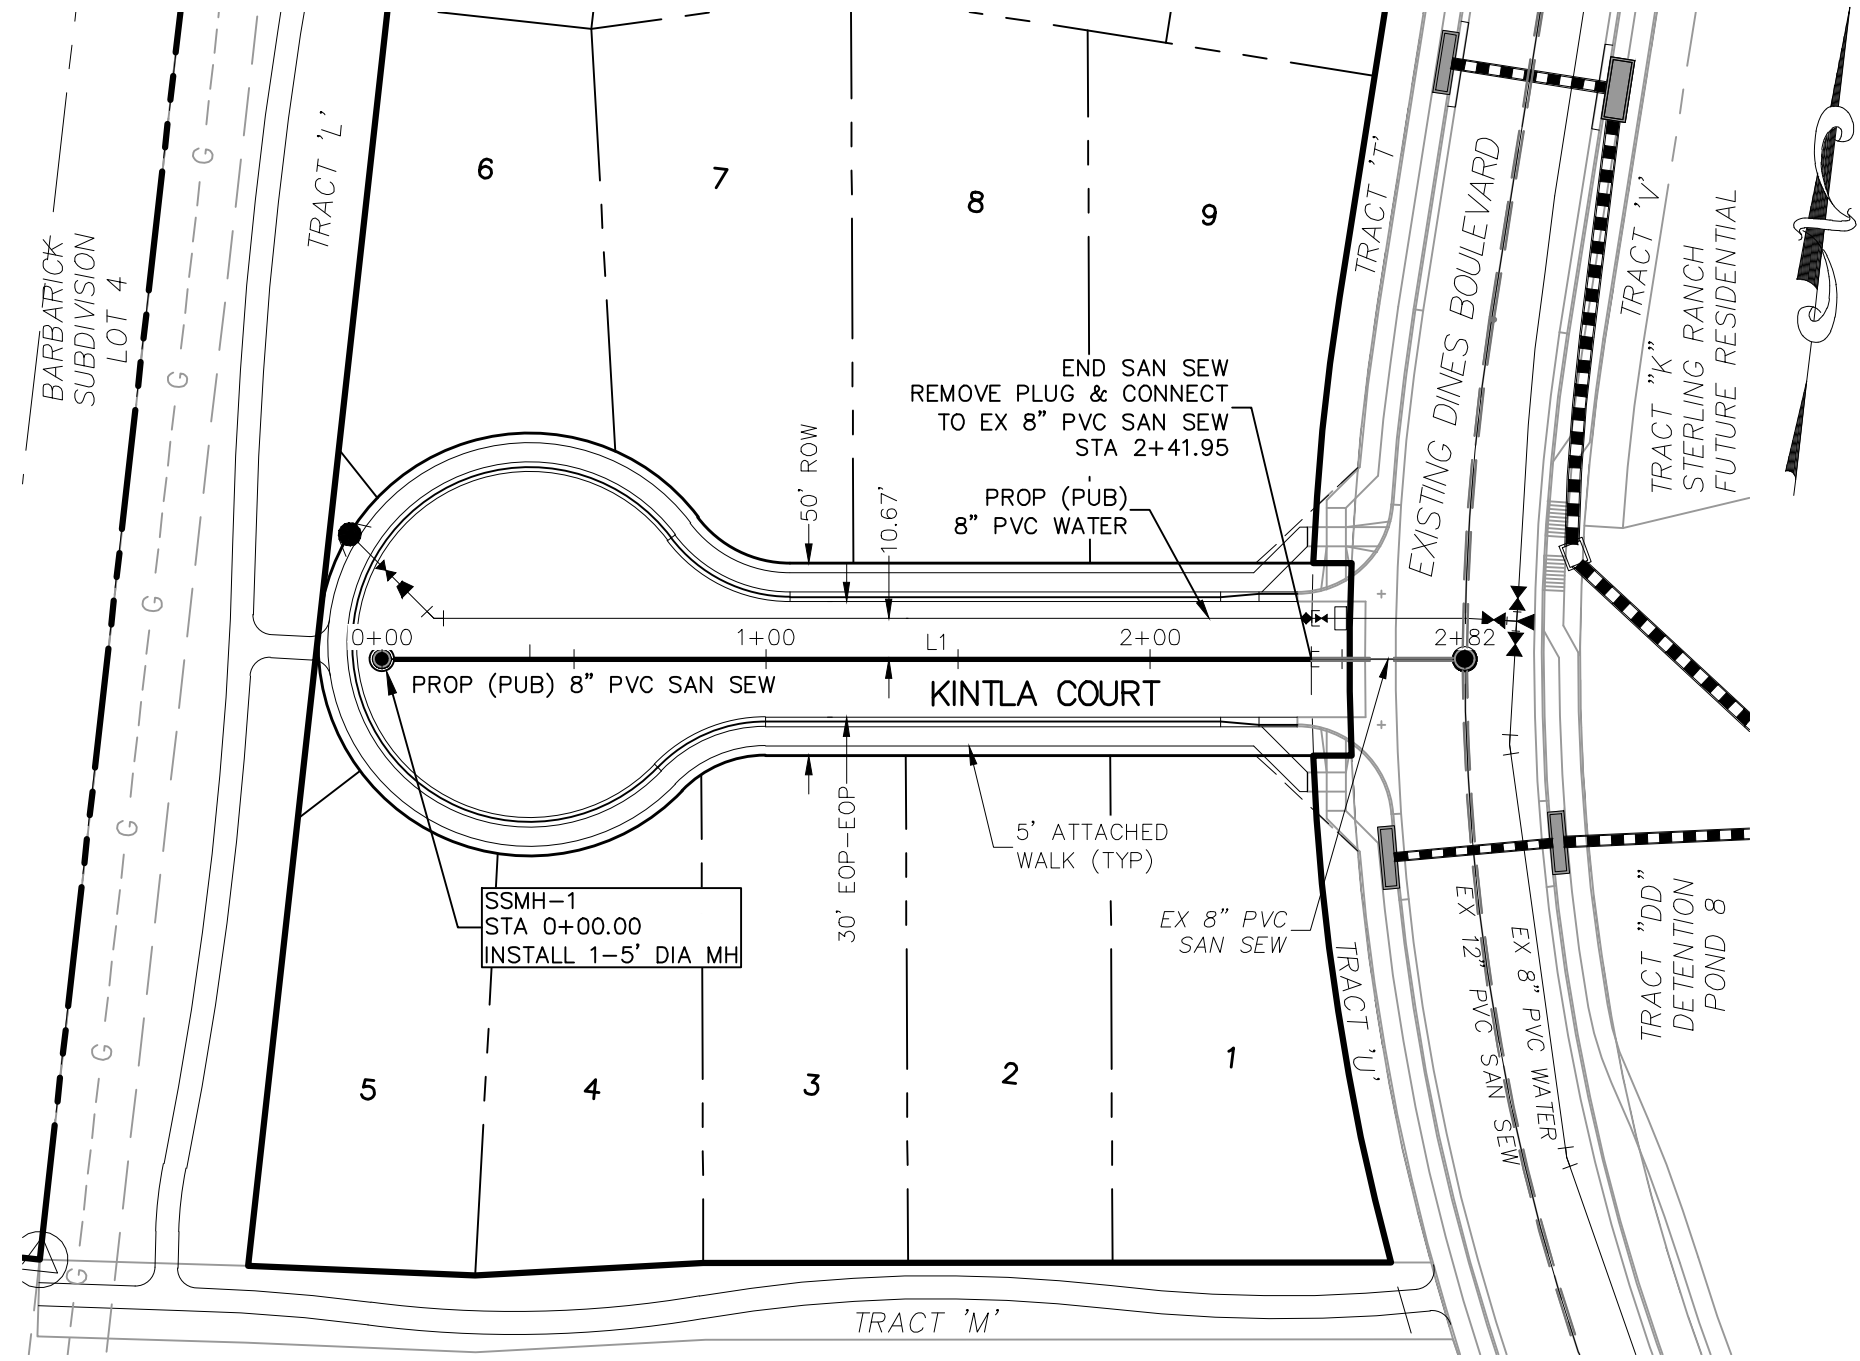 BARBARICK
SUBDIVISION
LOT 4
G
G
G
G
G
G
TRACT 'L'
6
7
8
9
TRACT 'T'
EXISTING DINES BOULEVARD
TRACT 'V'
TRACT "K"
STERLING RANCH
FUTURE RESIDENTIAL
END SAN SEW
REMOVE PLUG & CONNECT
TO EX 8" PVC SAN SEW
STA 2+41.95
PROP (PUB)
8" PVC WATER
50' ROW
10.67'
0+00
1+00
L1
2+00
2+82
PROP (PUB) 8" PVC SAN SEW
KINTLA COURT
30' EOP-EOP
5' ATTACHED
WALK (TYP)
SSMH-1
STA 0+00.00
INSTALL 1-5' DIA MH
EX 8" PVC
SAN SEW
EX 12" PVC SAN SEW
EX 8" PVC WATER
TRACT "DD"
DETENTION
POND 8
TRACT 'U'
5
4
3
2
1
TRACT 'M'